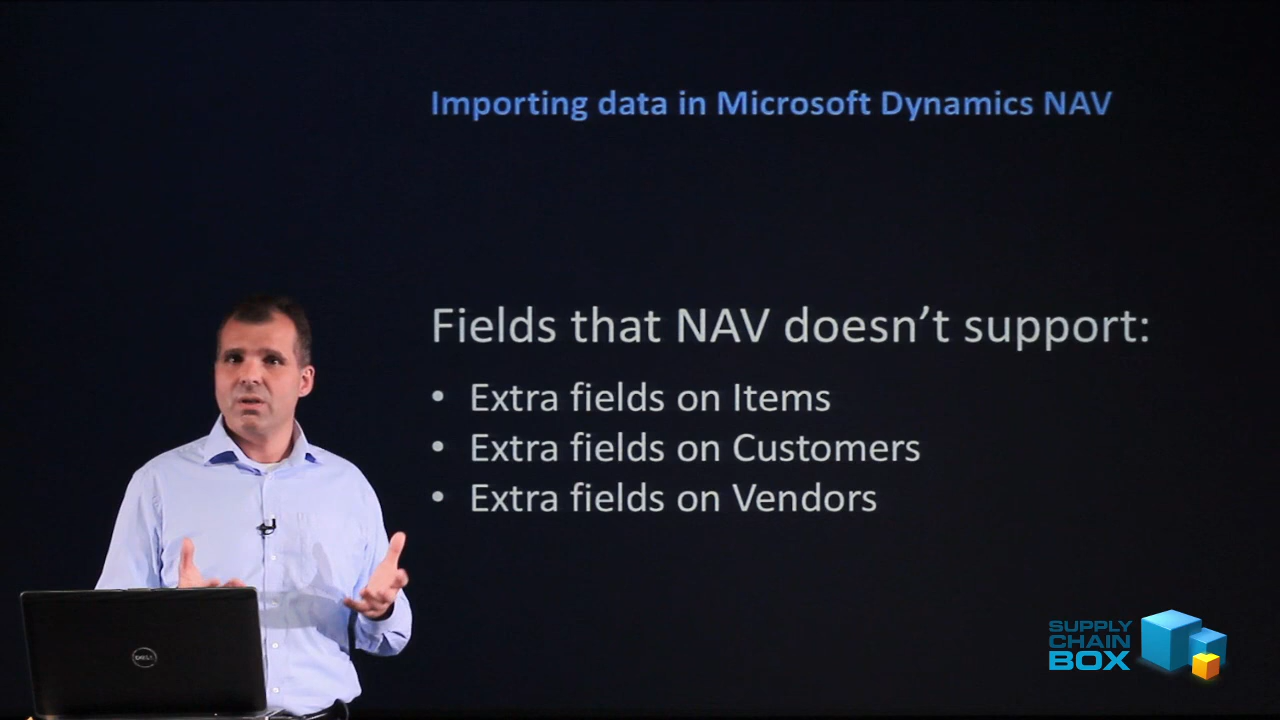 Importing data in Microsoft Dynamics NAV
Fields that NAV doesn’t support:
• Extra fields on Items
• Extra fields on Customers
• Extra fields on Vendors
DELL
SUPPLY
CHAIN
BOX